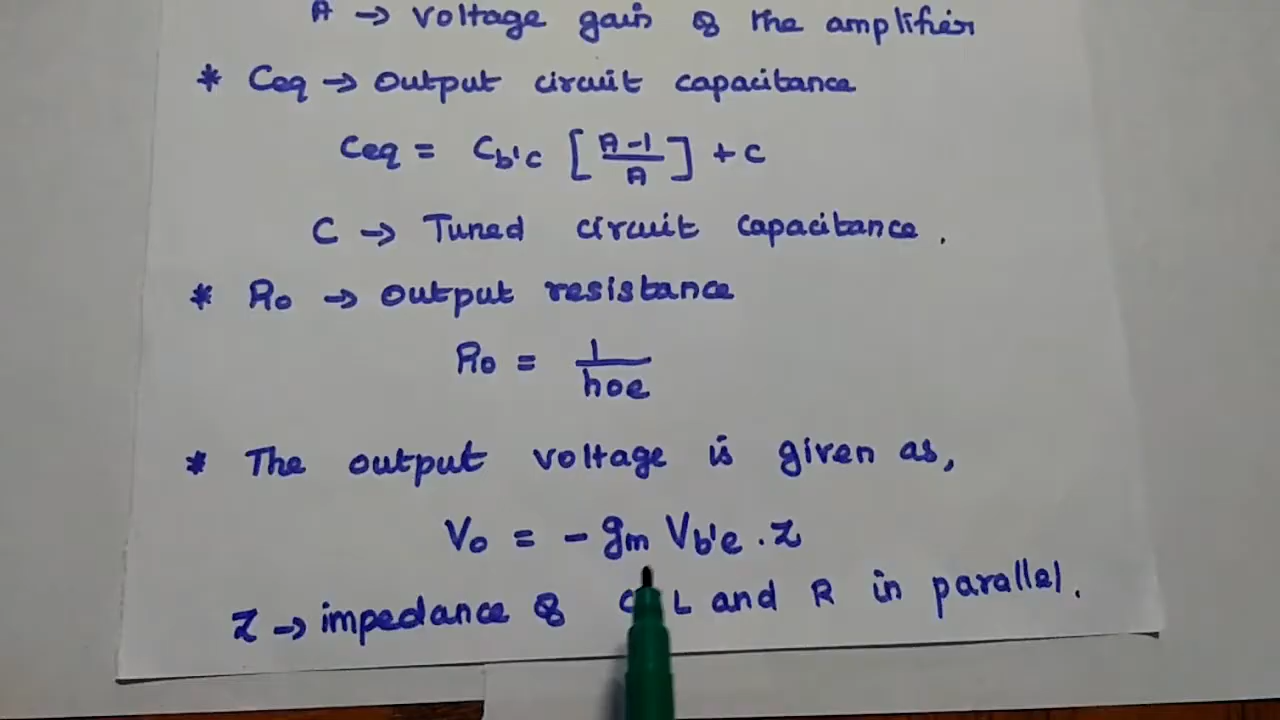 A → Voltage gain of the amplifier
* Ceq → Output circuit capacitance
Ceq = Cb'c [A-1/A] + C
C → Tuned circuit capacitance.
* Ro → Output resistance
Ro = 1/hoe
* The output voltage is given as,
Vo = - gm Vb'e . Z
Z → impedance of C L and R in parallel.